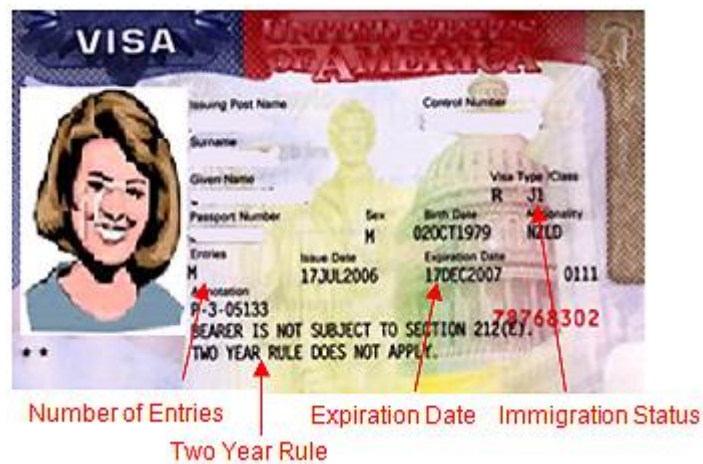 VISA UNITED STATES OF AMERICA
Issuing Post Name Control Number
Surname
Given Name Visa Type /Class
R J1
Passport Number Sex Birth Date Nationality
M 02OCT1979 NZLD
Entries Issue Date Expiration Date
M 17JUL2006 17DEC2007 0111
Annotation
P-3-05133
78768302
BEARER IS NOT SUBJECT TO SECTION 212(E).
TWO YEAR RULE DOES NOT APPLY.
**
Number of Entries Expiration Date Immigration Status
Two Year Rule